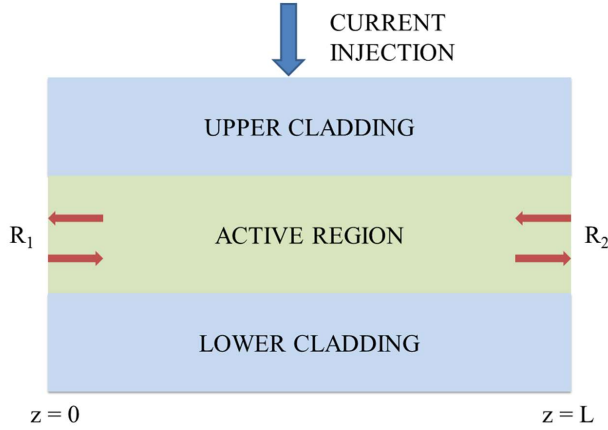 CURRENT
INJECTION
UPPER CLADDING
R₁
ACTIVE REGION
R₂
LOWER CLADDING
z = 0
z = L